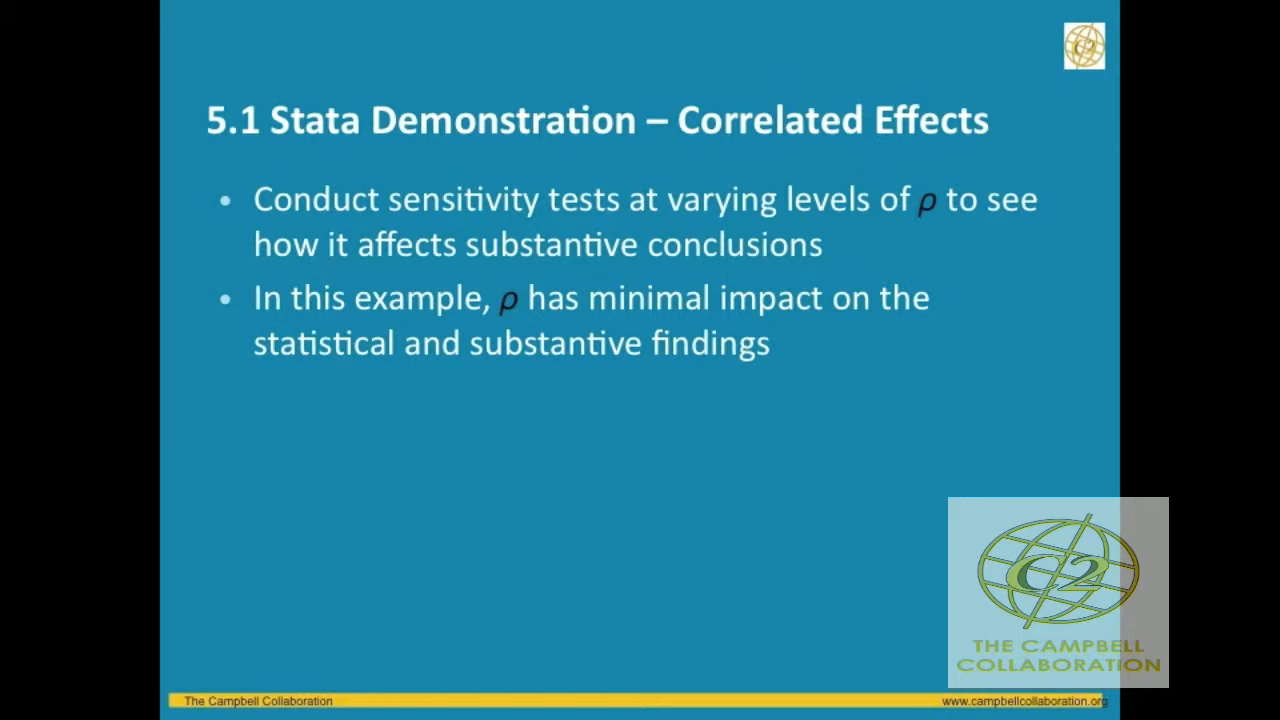 C2
5.1 Stata Demonstration – Correlated Effects
• Conduct sensitivity tests at varying levels of ρ to see
how it affects substantive conclusions
• In this example, ρ has minimal impact on the
statistical and substantive findings
C2
THE CAMPBELL
COLLABORATION
The Campbell Collaboration
www.campbellcollaboration.org